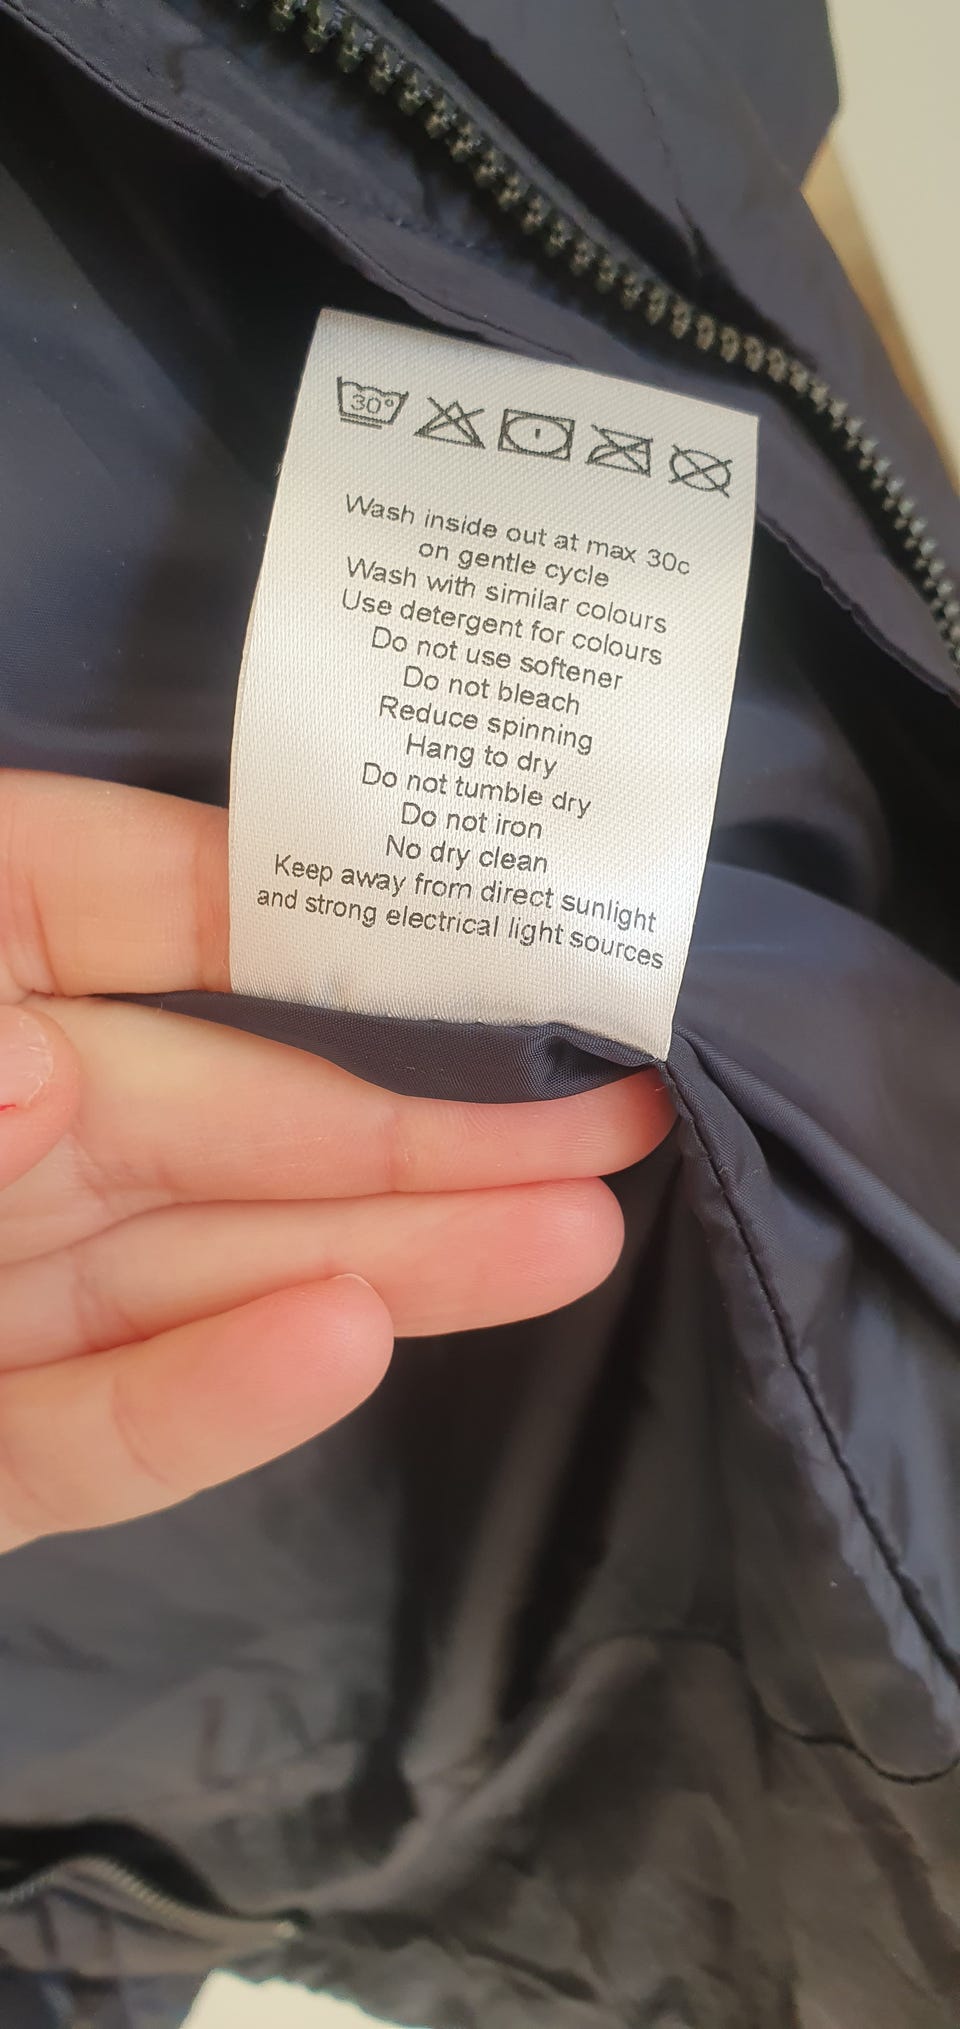 30°
Wash inside out at max 30c
on gentle cycle
Wash with similar colours
Use detergent for colours
Do not use softener
Do not bleach
Reduce spinning
Hang to dry
Do not tumble dry
Do not iron
No dry clean
Keep away from direct sunlight
and strong electrical light sources